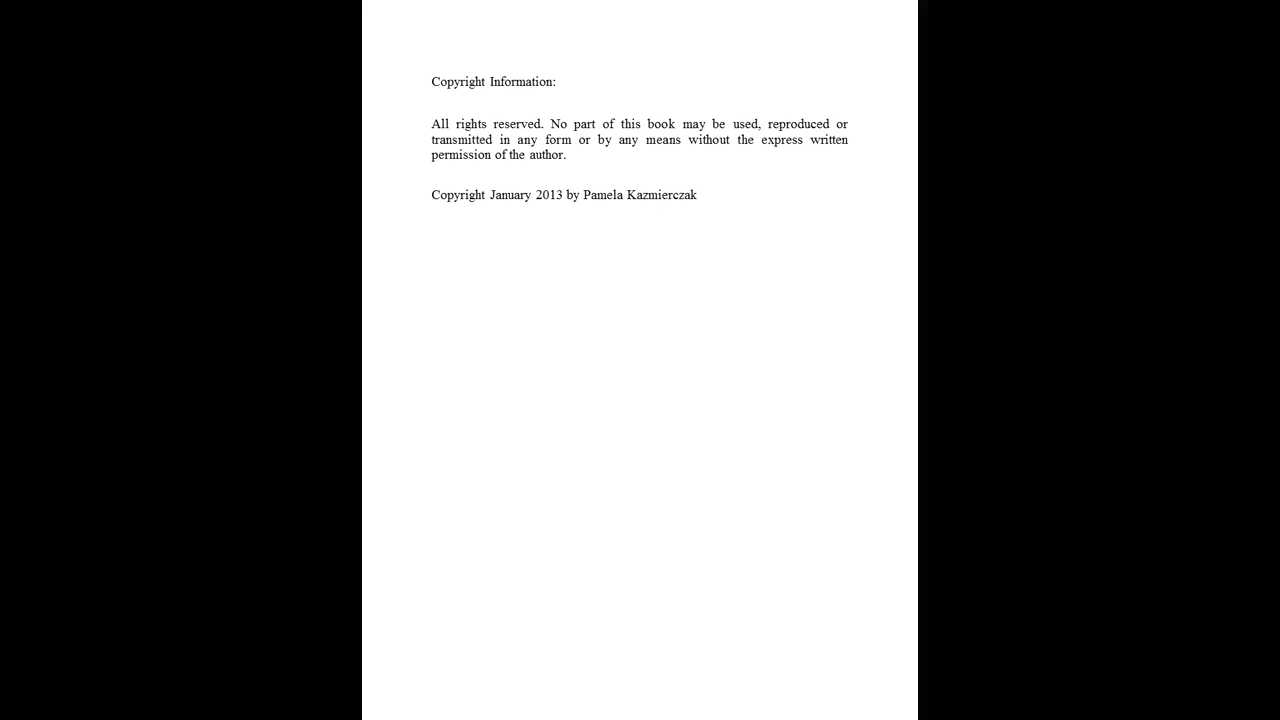 Copyright Information:
All rights reserved. No part of this book may be used, reproduced or
transmitted in any form or by any means without the express written
permission of the author.
Copyright January 2013 by Pamela Kazmierczak